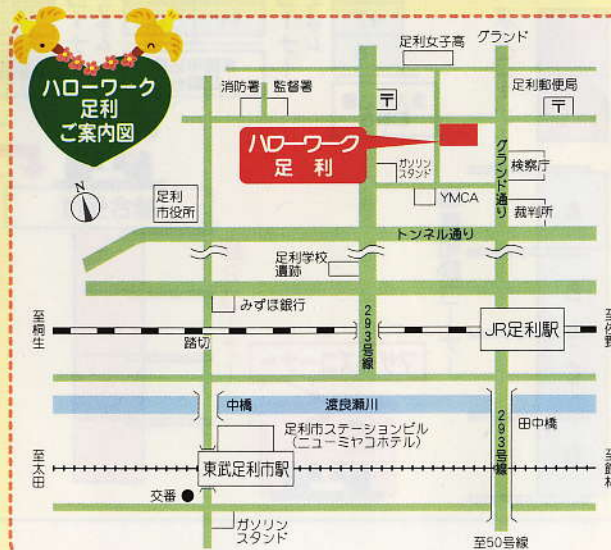 ハローワーク
足利
ご案内図
足利女子高
グランド
消防署
監督署
〒
足利郵便局
〒
ハローワーク
足利
ガソリン
スタンド
グランド通り
検察庁
N
足利
市役所
YMCA
裁判所
トンネル通り
足利学校
遺跡
みずほ銀行
293号線
至桐生
JR足利駅
至佐野
踏切
中橋
渡良瀬川
田中橋
足利市ステーションビル
(ニューミヤコホテル)
293号線
至太田
東武足利市駅
至館林
交番
ガソリン
スタンド
至50号線